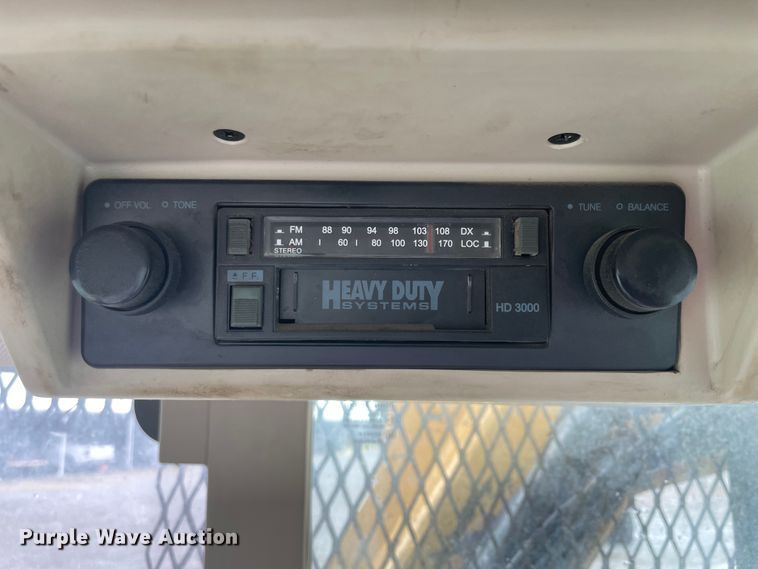 OFF VOL TONE
TUNE BALANCE
FM 88 90 94 98 103 108 DX
AM 60 80 100 130 170 LOC
STEREO
F.F.
HEAVY DUTY
SYSTEMS
HD 3000
Purple Wave Auction